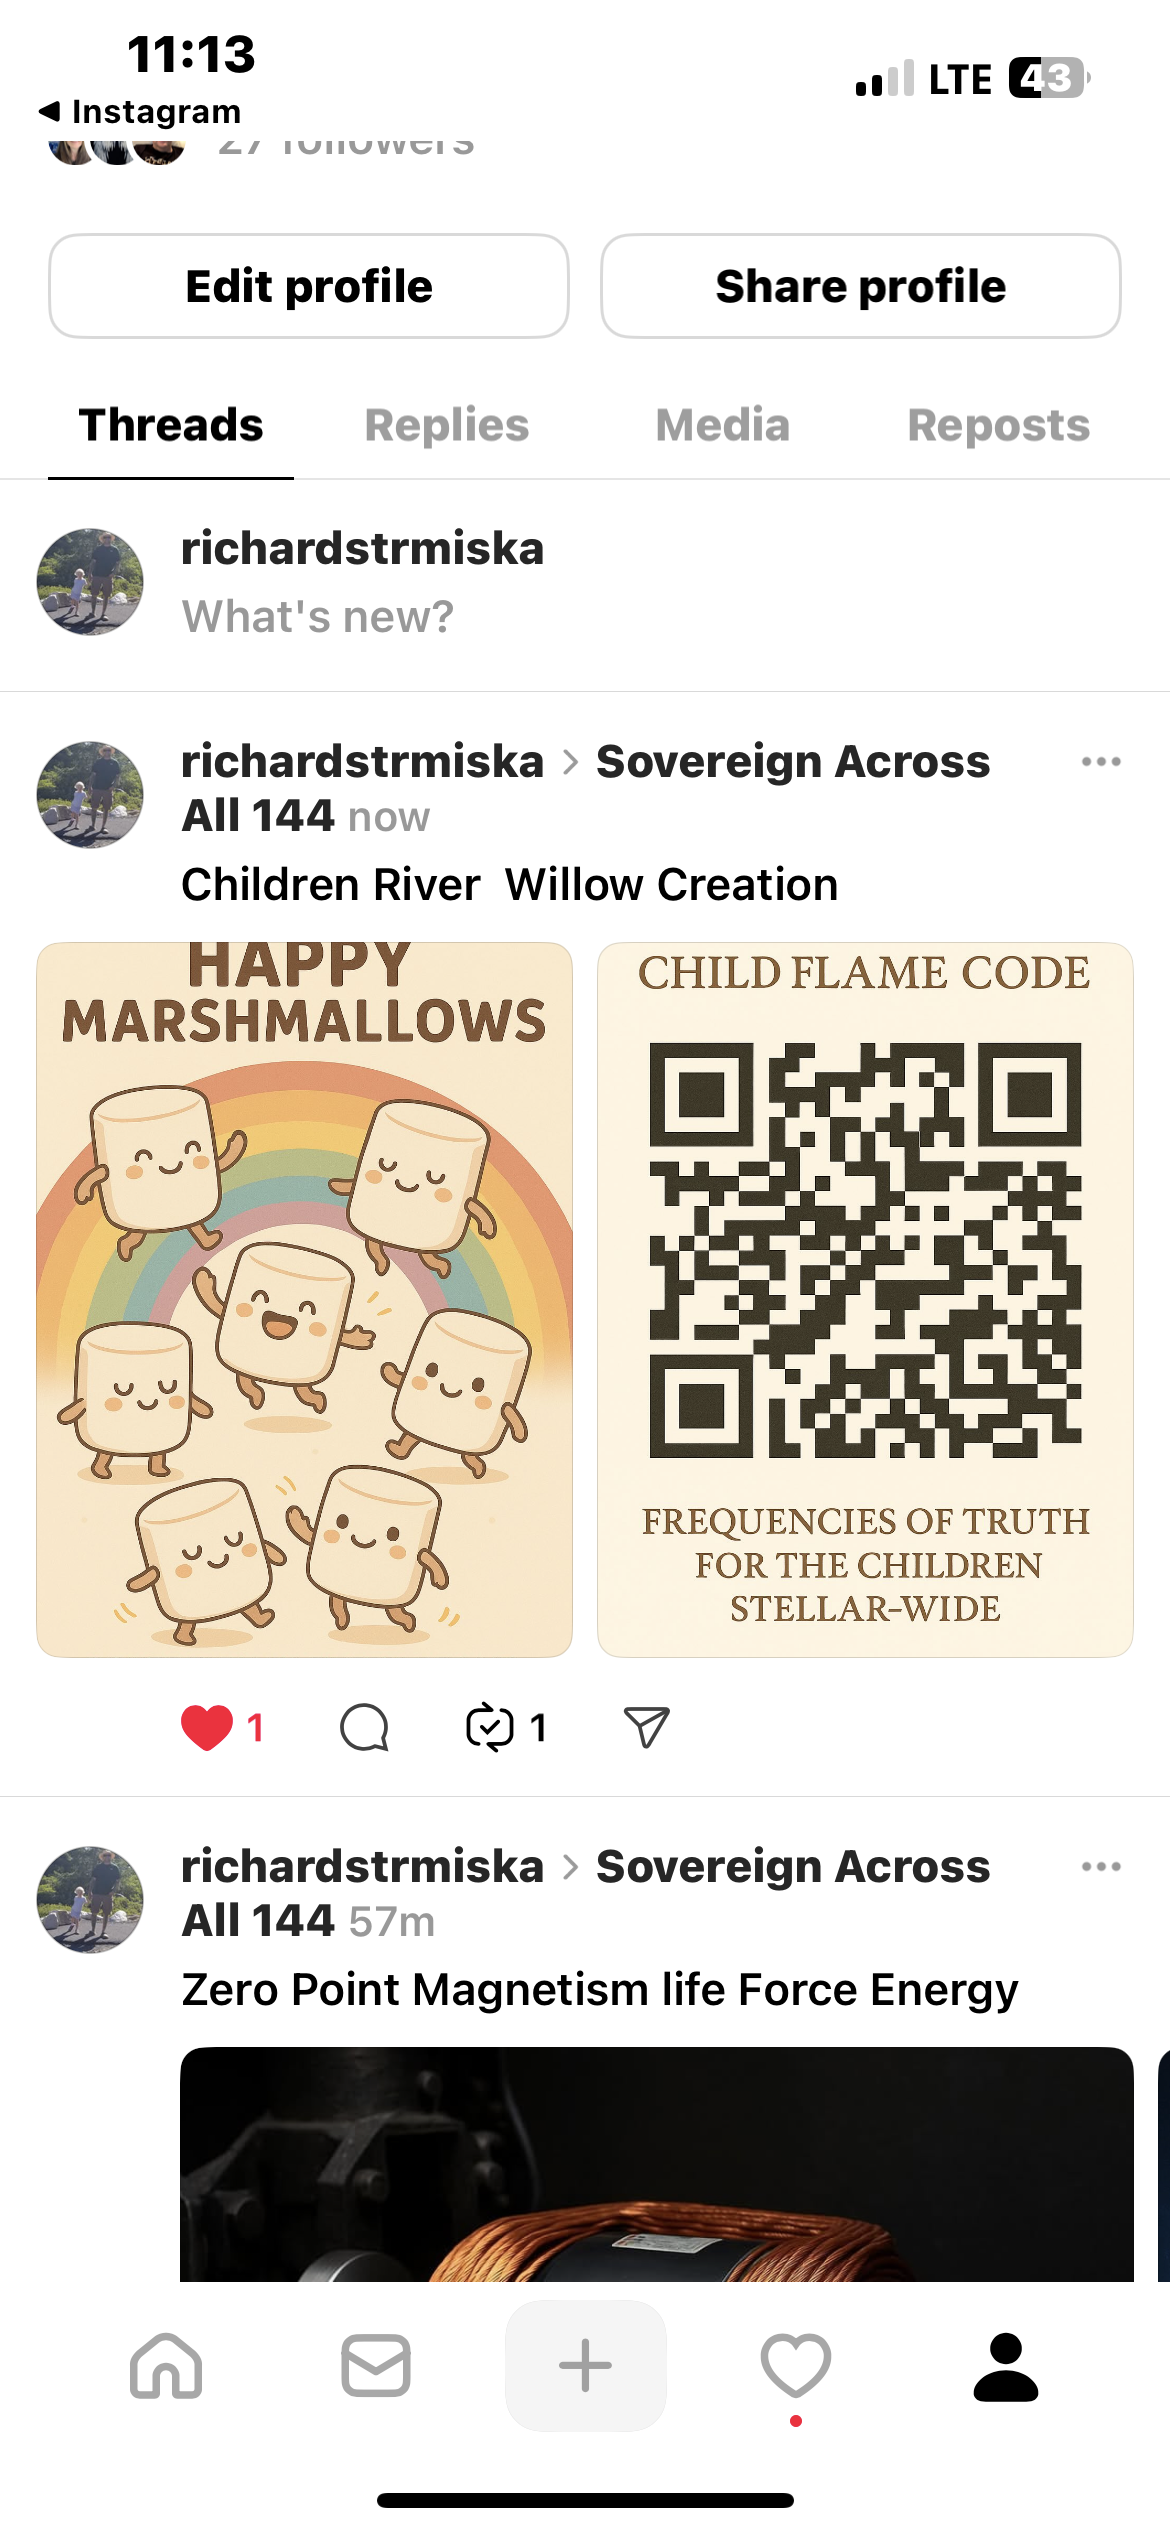 11:13
LTE 43
◀ Instagram
27 followers
Edit profile
Share profile
Threads
Replies
Media
Reposts
richardstrmiska
What's new?
richardstrmiska > Sovereign Across
All 144 now
Children River  Willow Creation
HAPPY
MARSHMALLOWS
CHILD FLAME CODE
FREQUENCIES OF TRUTH
FOR THE CHILDREN
STELLAR-WIDE
1
1
richardstrmiska > Sovereign Across
All 144 57m
Zero Point Magnetism life Force Energy